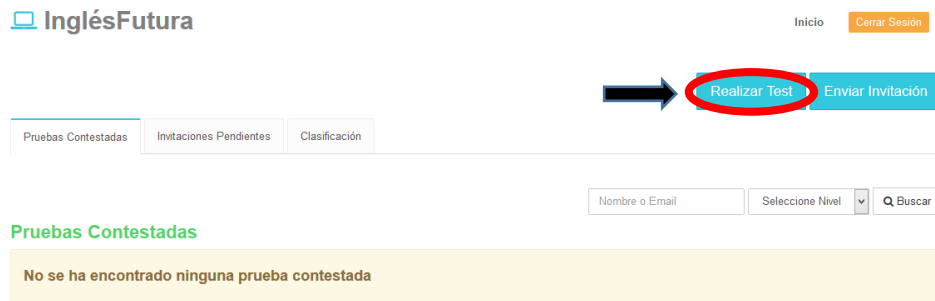 InglésFutura
Inicio Cerrar Sesión
Realizar Test Enviar Invitación
Pruebas Contestadas Invitaciones Pendientes Clasificación
Nombre o Email Seleccione Nivel Buscar
Pruebas Contestadas
No se ha encontrado ninguna prueba contestada